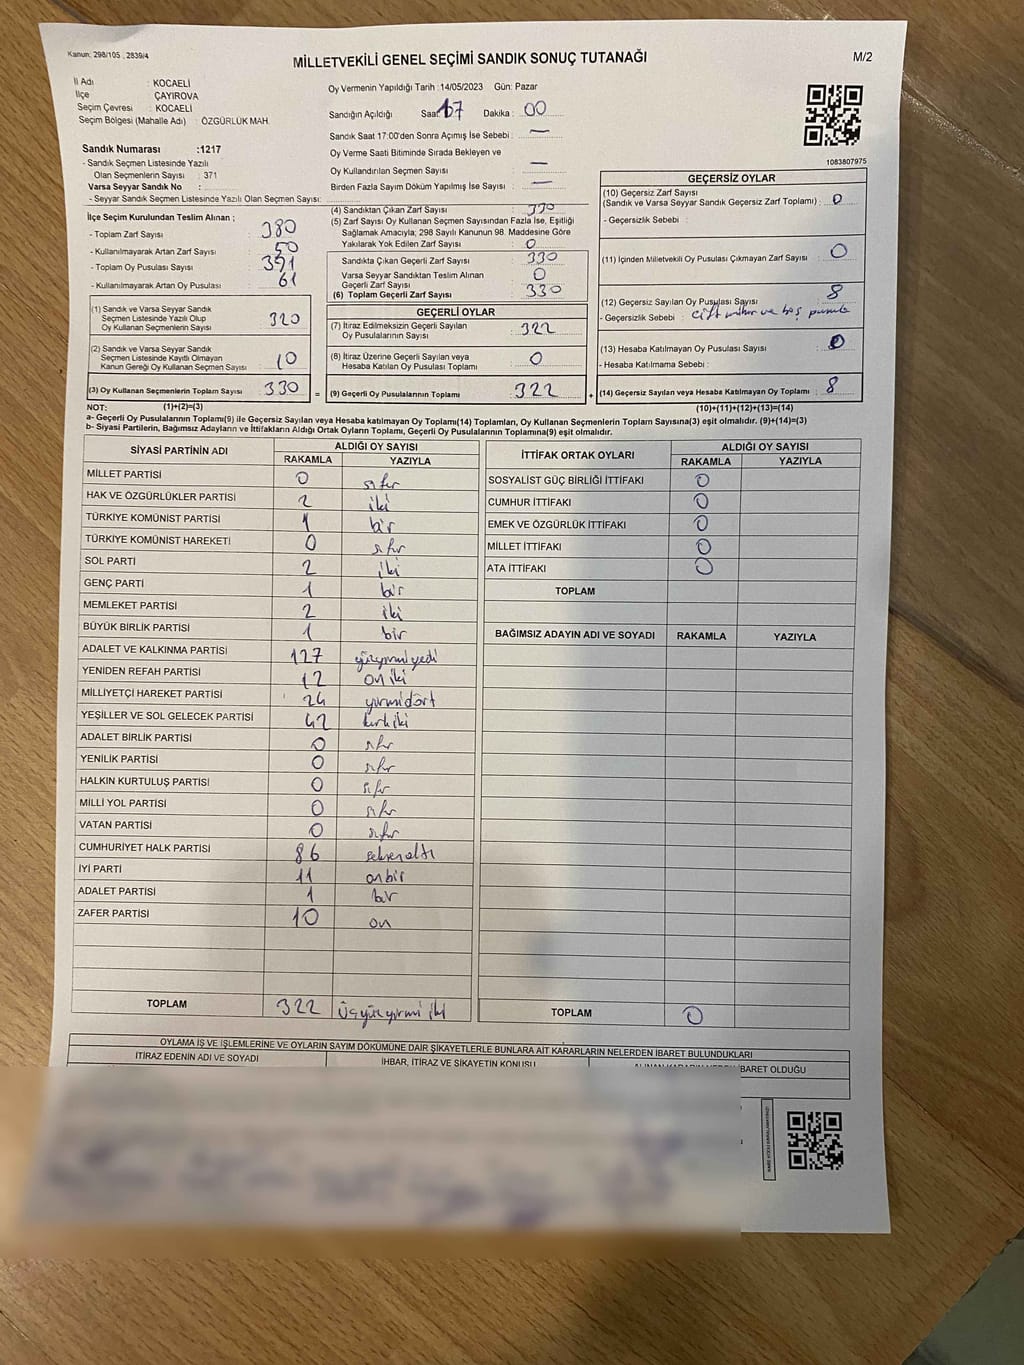 Kanun: 298/105 , 2839/4
MİLLETVEKİLİ GENEL SEÇİMİ SANDIK SONUÇ TUTANAĞI
M/2
İl Adı : KOCAELİ
İlçe ÇAYIROVA
Seçim Çevresi : KOCAELİ
Seçim Bölgesi (Mahalle Adı) : ÖZGÜRLÜK MAH.
Oy Vermenin Yapıldığı Tarih : 14/05/2023 Gün: Pazar
Sandığın Açıldığı Saat: 17 Dakika : 00
Sandık Saat 17:00'den Sonra Açımış İse Sebebi : —
Oy Verme Saati Bitiminde Sırada Bekleyen ve
Oy Kullandırılan Seçmen Sayısı : —
Birden Fazla Sayım Döküm Yapılmış İse Sayısı : —
1083807975
Sandık Numarası :1217
- Sandık Seçmen Listesinde Yazılı
Olan Seçmenlerin Sayısı : 371
Varsa Seyyar Sandık No :
- Seyyar Sandık Seçmen Listesinde Yazılı Olan Seçmen Sayısı:
İlçe Seçim Kurulundan Teslim Alınan ;
- Toplam Zarf Sayısı : 380
- Kullanılmayarak Artan Zarf Sayısı : 50
- Toplam Oy Pusulası Sayısı : 391
- Kullanılmayarak Artan Oy Pusulası : 61
(1) Sandık ve Varsa Seyyar Sandık
Seçmen Listesinde Yazılı Olup
Oy Kullanan Seçmenlerin Sayısı : 320
(2) Sandık ve Varsa Seyyar Sandık
Seçmen Listesinde Kayıtlı Olmayan
Kanun Gereği Oy Kullanan Seçmen Sayısı : 10
(3) Oy Kullanan Seçmenlerin Toplam Sayısı : 330
(4) Sandıktan Çıkan Zarf Sayısı : 330
(5) Zarf Sayısı Oy Kullanan Seçmen Sayısından Fazla İse, Eşitliği
Sağlamak Amacıyla; 298 Sayılı Kanunun 98. Maddesine Göre
Yakılarak Yok Edilen Zarf Sayısı : 0
Sandıkta Çıkan Geçerli Zarf Sayısı : 330
Varsa Seyyar Sandıktan Teslim Alınan
Geçerli Zarf Sayısı : 0
(6) Toplam Geçerli Zarf Sayısı : 330
GEÇERLİ OYLAR
(7) İtiraz Edilmeksizin Geçerli Sayılan
Oy Pusulalarının Sayısı : 322
(8) İtiraz Üzerine Geçerli Sayılan veya
Hesaba Katılan Oy Pusulası Toplamı : 0
= (9) Geçerli Oy Pusulalarının Toplamı : 322 +
GEÇERSİZ OYLAR
(10) Geçersiz Zarf Sayısı
(Sandık ve Varsa Seyyar Sandık Geçersiz Zarf Toplamı) : 0
- Geçersizlik Sebebi :
(11) İçinden Milletvekili Oy Pusulası Çıkmayan Zarf Sayısı : 0
(12) Geçersiz Sayılan Oy Pusulası Sayısı : 8
- Geçersizlik Sebebi : çift mühür ve boş pusula
(13) Hesaba Katılmayan Oy Pusulası Sayısı : 0
- Hesaba Katılmama Sebebi :
(14) Geçersiz Sayılan veya Hesaba Katılmayan Oy Toplamı : 8
NOT: (1)+(2)=(3) (10)+(11)+(12)+(13)=(14)
a- Geçerli Oy Pusulalarının Toplamı(9) ile Geçersiz Sayılan veya Hesaba katılmayan Oy Toplamı(14) Toplamları, Oy Kullanan Seçmenlerin Toplam Sayısına(3) eşit olmalıdır. (9)+(14)=(3)
b- Siyasi Partilerin, Bağımsız Adayların ve İttifakların Aldığı Ortak Oyların Toplamı, Geçerli Oy Pusulalarının Toplamına(9) eşit olmalıdır.
SİYASİ PARTİNİN ADI ALDIĞI OY SAYISI
RAKAMLA YAZIYLA
MİLLET PARTİSİ 0 sıfır
HAK VE ÖZGÜRLÜKLER PARTİSİ 2 iki
TÜRKİYE KOMÜNİST PARTİSİ 1 bir
TÜRKİYE KOMÜNİST HAREKETİ 0 sıfır
SOL PARTİ 2 iki
GENÇ PARTİ 1 bir
MEMLEKET PARTİSİ 2 iki
BÜYÜK BİRLİK PARTİSİ 1 bir
ADALET VE KALKINMA PARTİSİ 127 yüzyirmiyedi
YENİDEN REFAH PARTİSİ 12 on iki
MİLLİYETÇİ HAREKET PARTİSİ 24 yirmidört
YEŞİLLER VE SOL GELECEK PARTİSİ 42 kırkiki
ADALET BİRLİK PARTİSİ 0 sıfır
YENİLİK PARTİSİ 0 sıfır
HALKIN KURTULUŞ PARTİSİ 0 sıfır
MİLLİ YOL PARTİSİ 0 sıfır
VATAN PARTİSİ 0 sıfır
CUMHURİYET HALK PARTİSİ 86 seksenaltı
İYİ PARTİ 11 onbir
ADALET PARTİSİ 1 bir
ZAFER PARTİSİ 10 on
TOPLAM 322 üçyüzyirmi iki
İTTİFAK ORTAK OYLARI ALDIĞI OY SAYISI
RAKAMLA YAZIYLA
SOSYALİST GÜÇ BİRLİĞİ İTTİFAKI 0
CUMHUR İTTİFAKI 0
EMEK VE ÖZGÜRLÜK İTTİFAKI 0
MİLLET İTTİFAKI 0
ATA İTTİFAKI 0
TOPLAM
BAĞIMSIZ ADAYIN ADI VE SOYADI RAKAMLA YAZIYLA
TOPLAM 0
OYLAMA İŞ VE İŞLEMLERİNE VE OYLARIN SAYIM DÖKÜMÜNE DAİR ŞİKAYETLERLE BUNLARA AİT KARARLARIN NELERDEN İBARET BULUNDUKLARI
İTİRAZ EDENİN ADI VE SOYADI İHBAR, İTİRAZ VE ŞİKAYETİN KONUSU ALINAN KARARIN NEDEN İBARET OLDUĞU